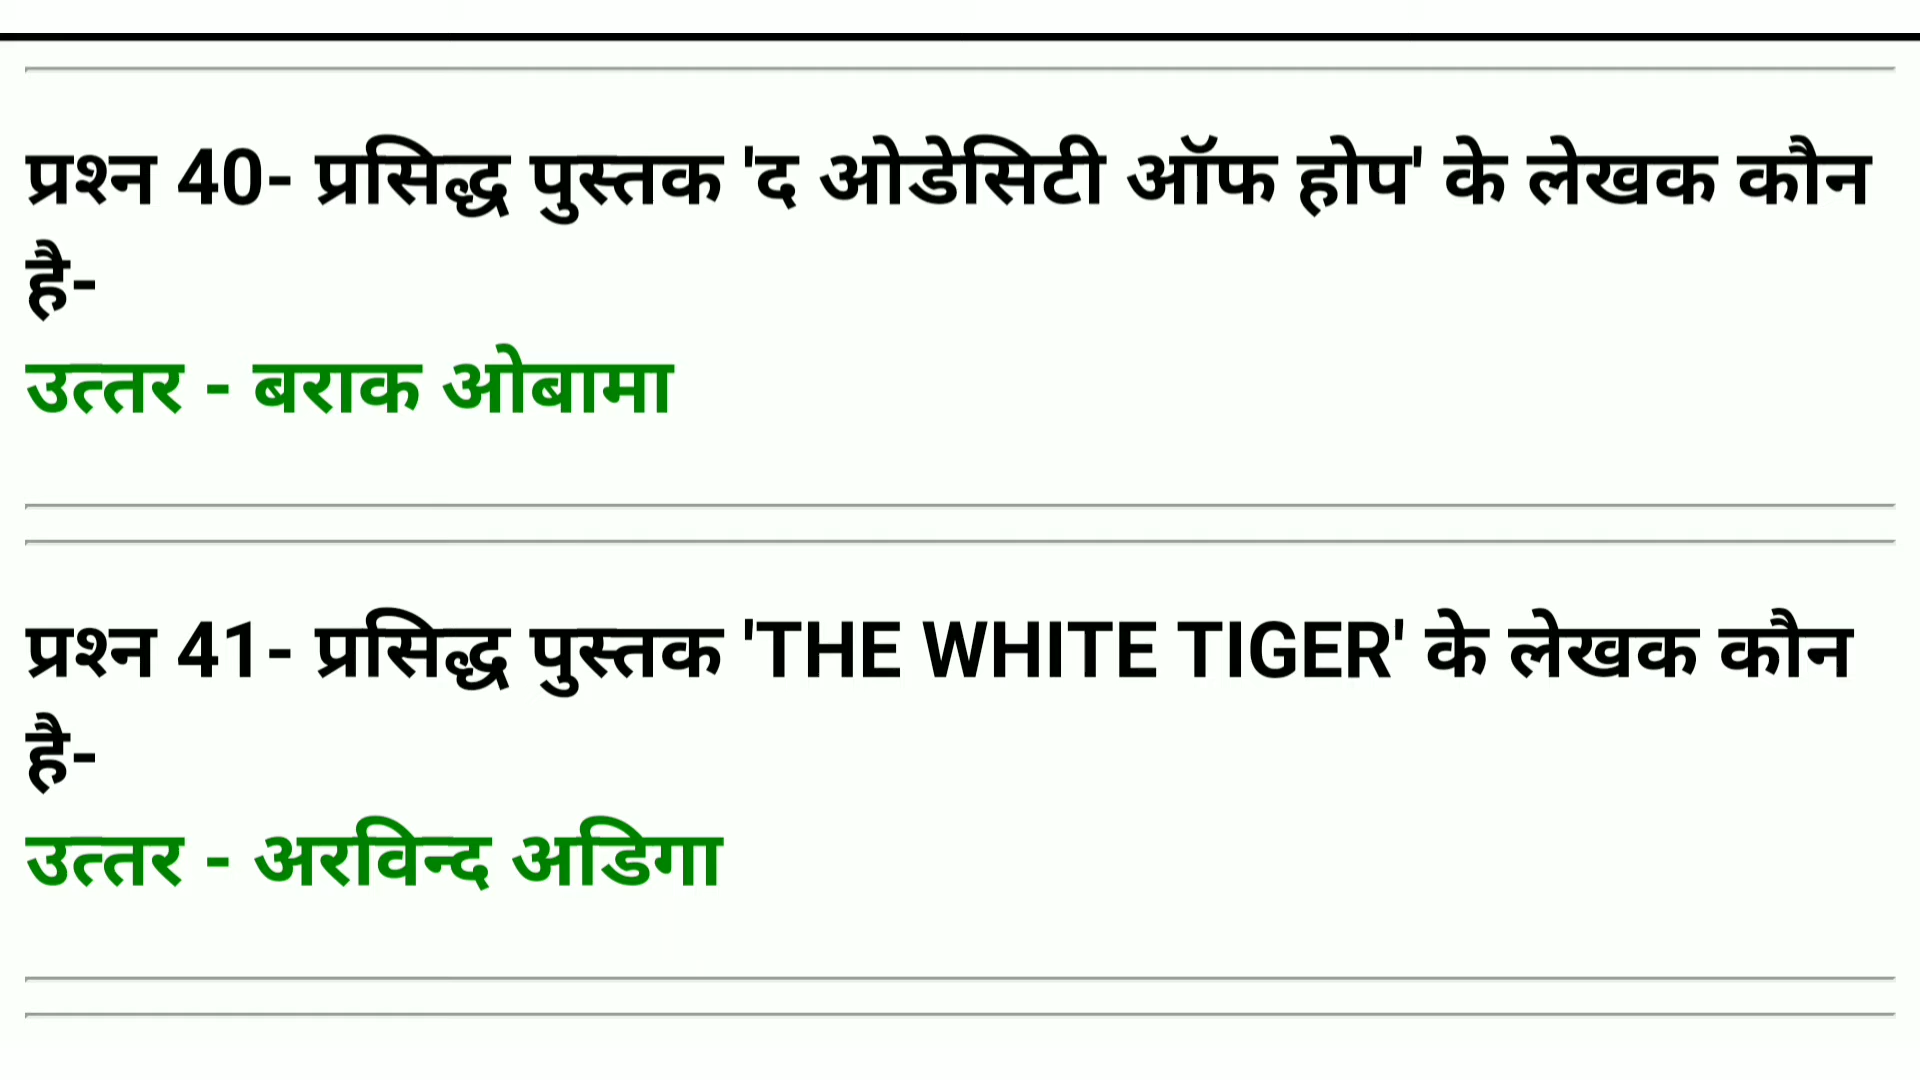 प्रश्न 40- प्रसिद्ध पुस्तक 'द ओडेसिटी ऑफ होप' के लेखक कौन
है-
उत्तर - बराक ओबामा
प्रश्न 41- प्रसिद्ध पुस्तक 'THE WHITE TIGER' के लेखक कौन
है-
उत्तर - अरविन्द अडिगा